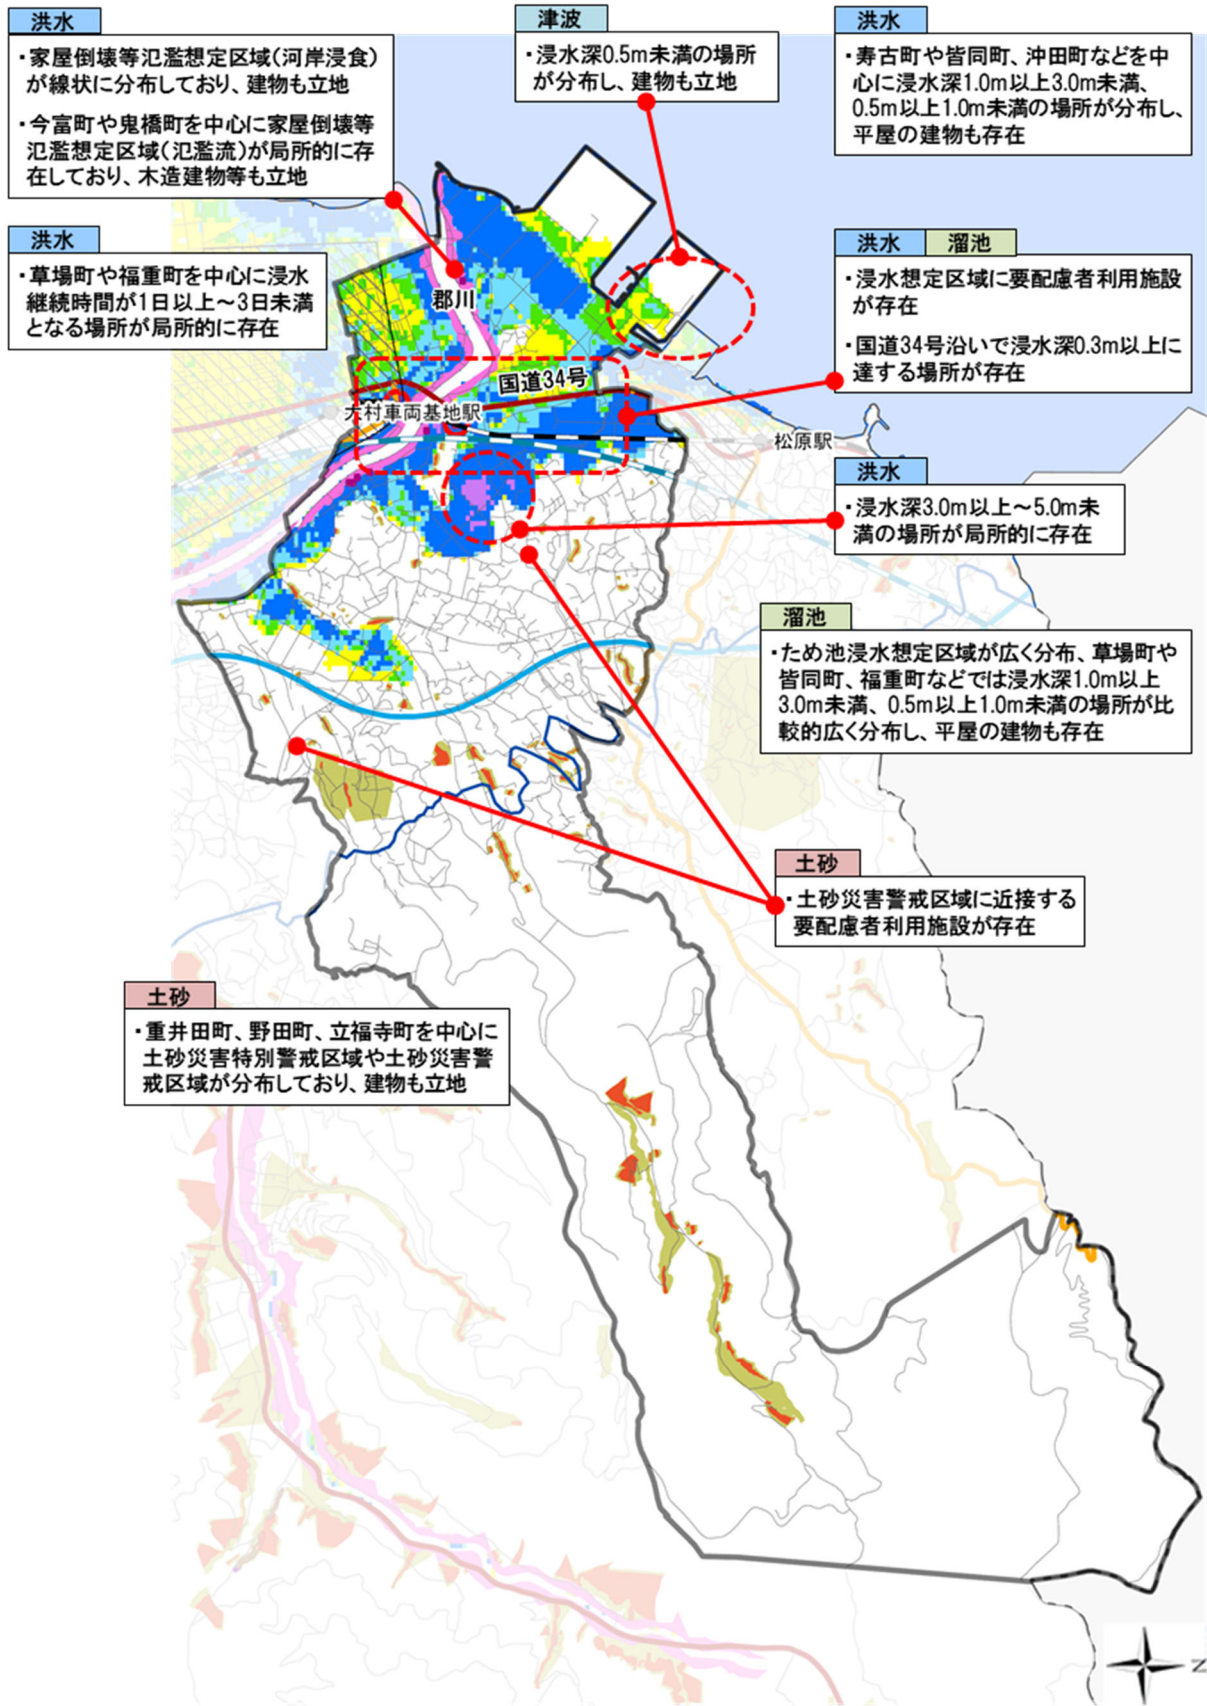 洪水
・家屋倒壊等氾濫想定区域(河岸浸食)
が線状に分布しており、建物も立地
・今富町や鬼橋町を中心に家屋倒壊等
氾濫想定区域(氾濫流)が局所的に存
在しており、木造建物等も立地
津波
・浸水深0.5m未満の場所
が分布し、建物も立地
洪水
・寿古町や皆同町、沖田町などを中
心に浸水深1.0m以上3.0m未満、
0.5m以上1.0m未満の場所が分布し、
平屋の建物も存在
洪水
・草場町や福重町を中心に浸水
継続時間が1日以上～3日未満
となる場所が局所的に存在
洪水 溜池
・浸水想定区域に要配慮者利用施設
が存在
・国道34号沿いで浸水深0.3m以上に
達する場所が存在
郡川
国道34号
大村車両基地駅
松原駅
洪水
・浸水深3.0m以上～5.0m未
満の場所が局所的に存在
溜池
・ため池浸水想定区域が広く分布、草場町や
皆同町、福重町などでは浸水深1.0m以上
3.0m未満、0.5m以上1.0m未満の場所が比
較的広く分布し、平屋の建物も存在
土砂
・土砂災害警戒区域に近接する
要配慮者利用施設が存在
土砂
・重井田町、野田町、立福寺町を中心に
土砂災害特別警戒区域や土砂災害警
戒区域が分布しており、建物も立地
N